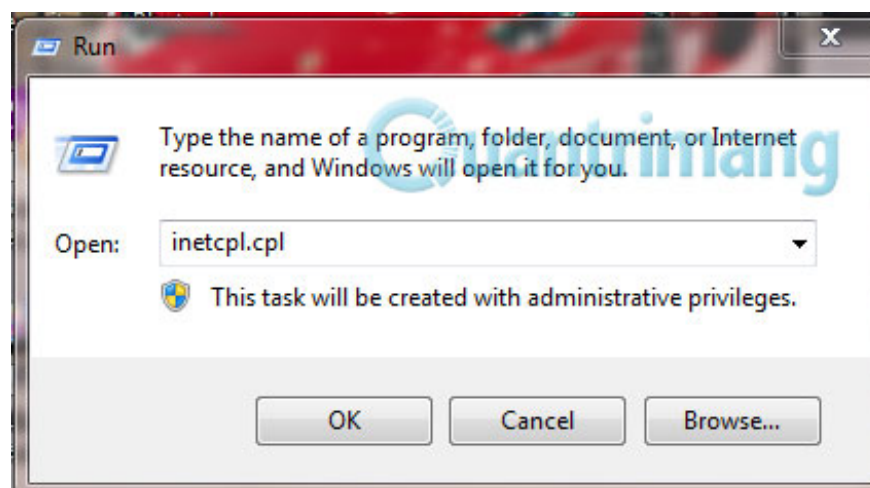 Run
Type the name of a program, folder, document, or Internet
resource, and Windows will open it for you.
Quantrimang
Open: inetcpl.cpl
This task will be created with administrative privileges.
OK Cancel Browse...